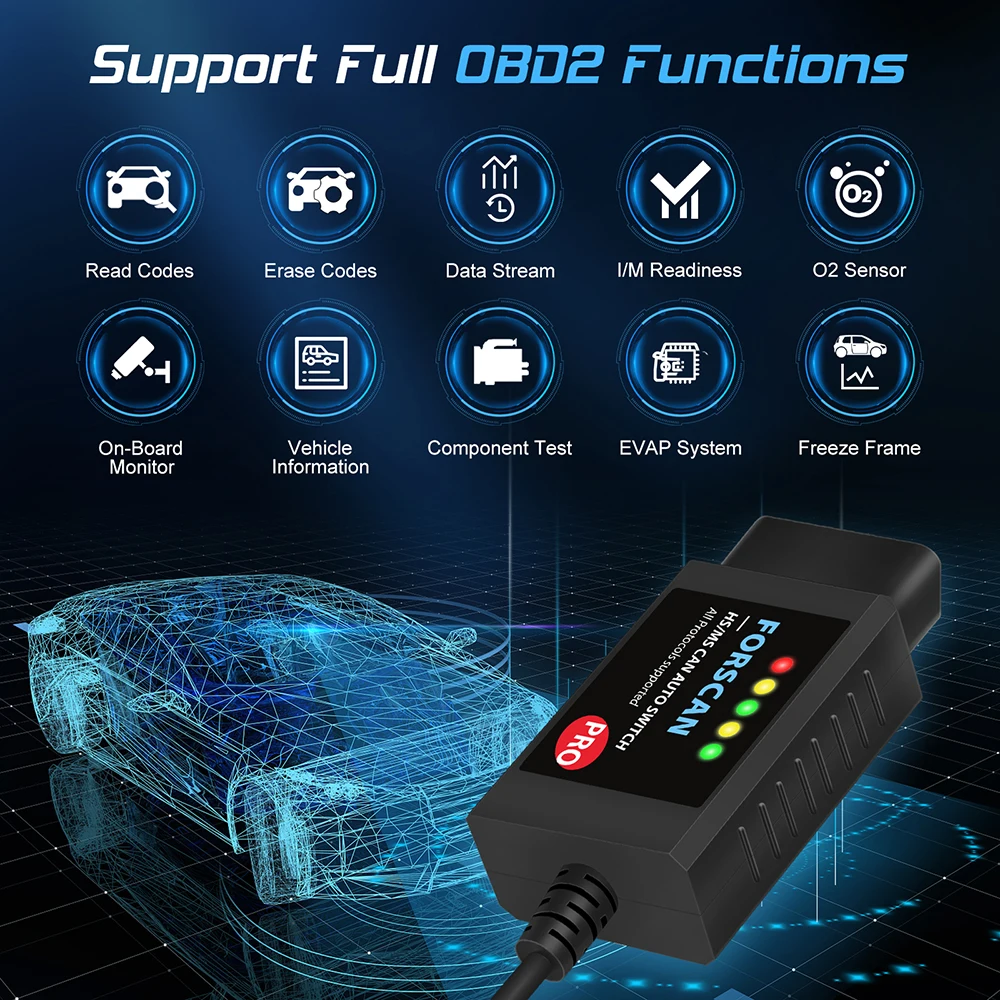 Support Full OBD2 Functions
Read Codes
Erase Codes
Data Stream
I/M Readiness
O2 Sensor
O2
On-Board
Monitor
Vehicle
Information
Component Test
EVAP System
Freeze Frame
FORSCAN
HS/MS CAN AUTO SWITCH
All Protocols supported
PRO